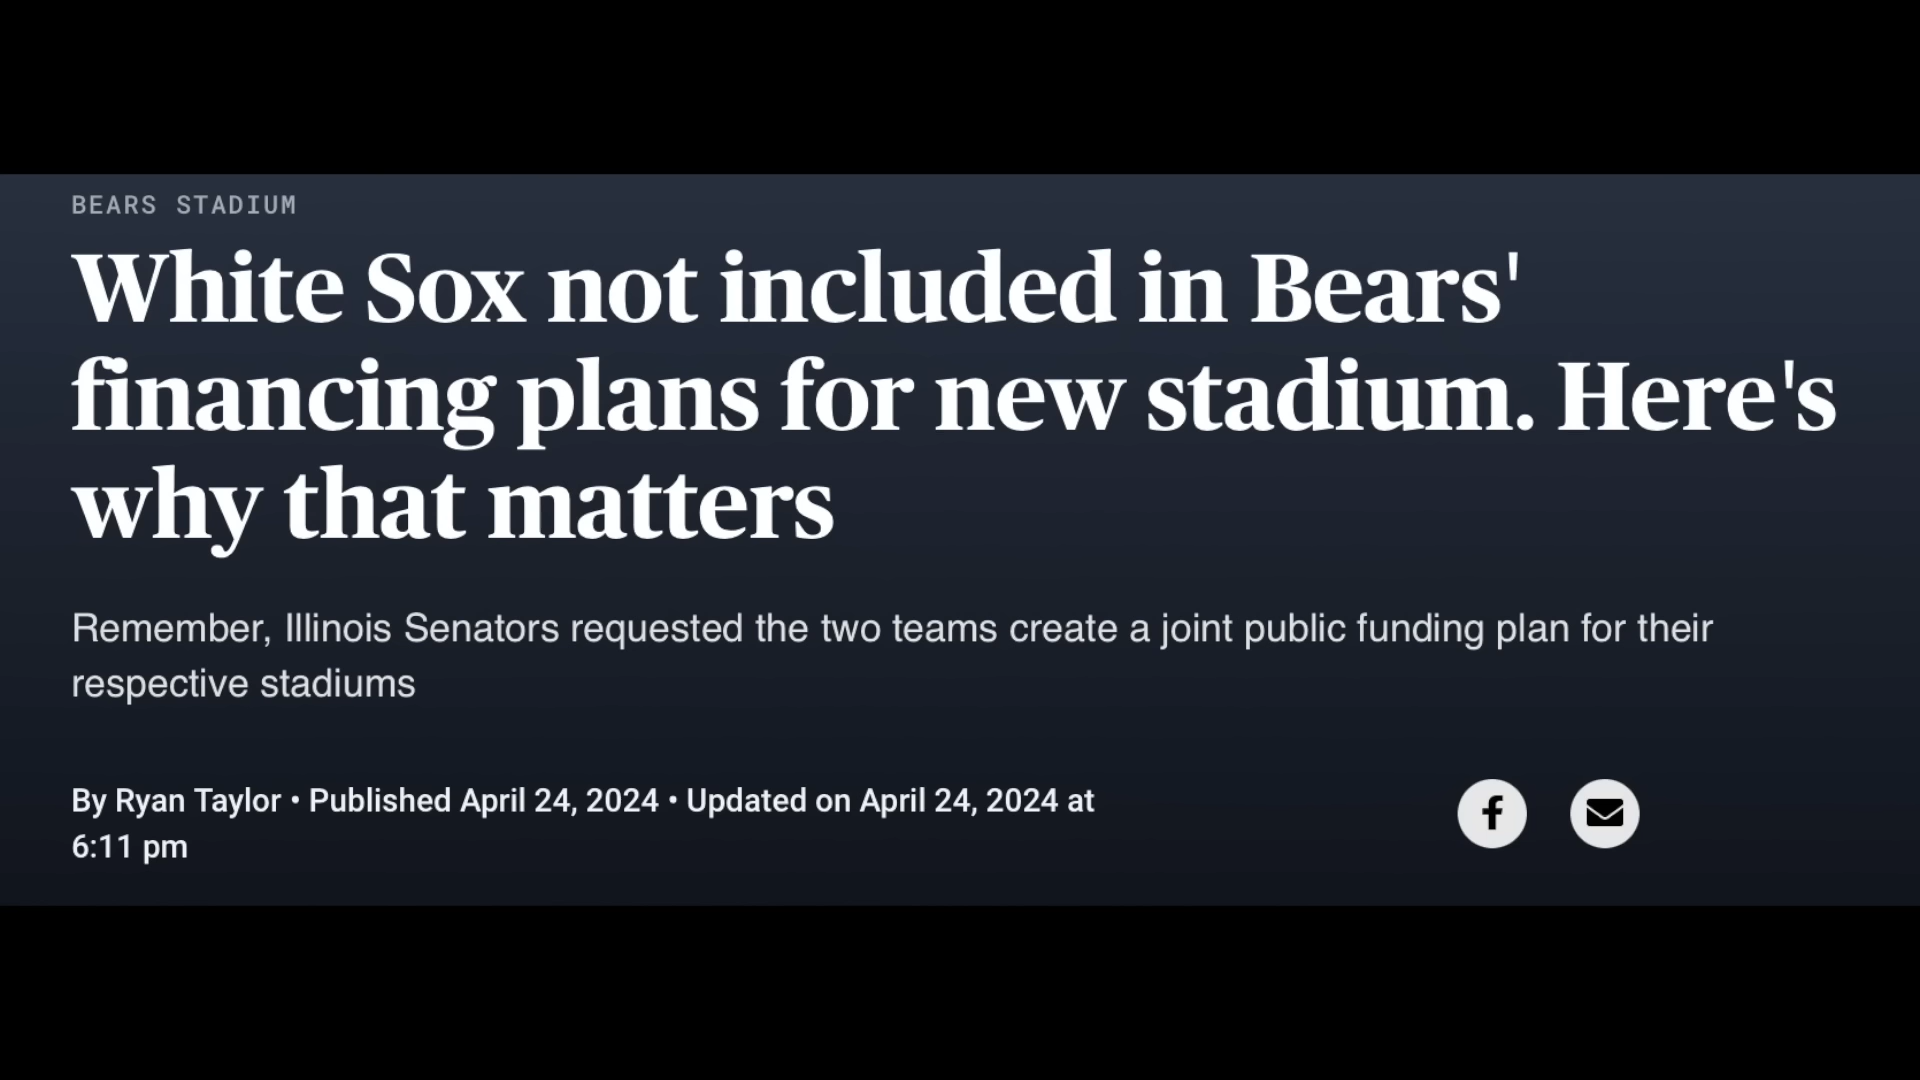 BEARS STADIUM
White Sox not included in Bears'
financing plans for new stadium. Here's
why that matters
Remember, Illinois Senators requested the two teams create a joint public funding plan for their
respective stadiums
By Ryan Taylor • Published April 24, 2024 • Updated on April 24, 2024 at
6:11 pm